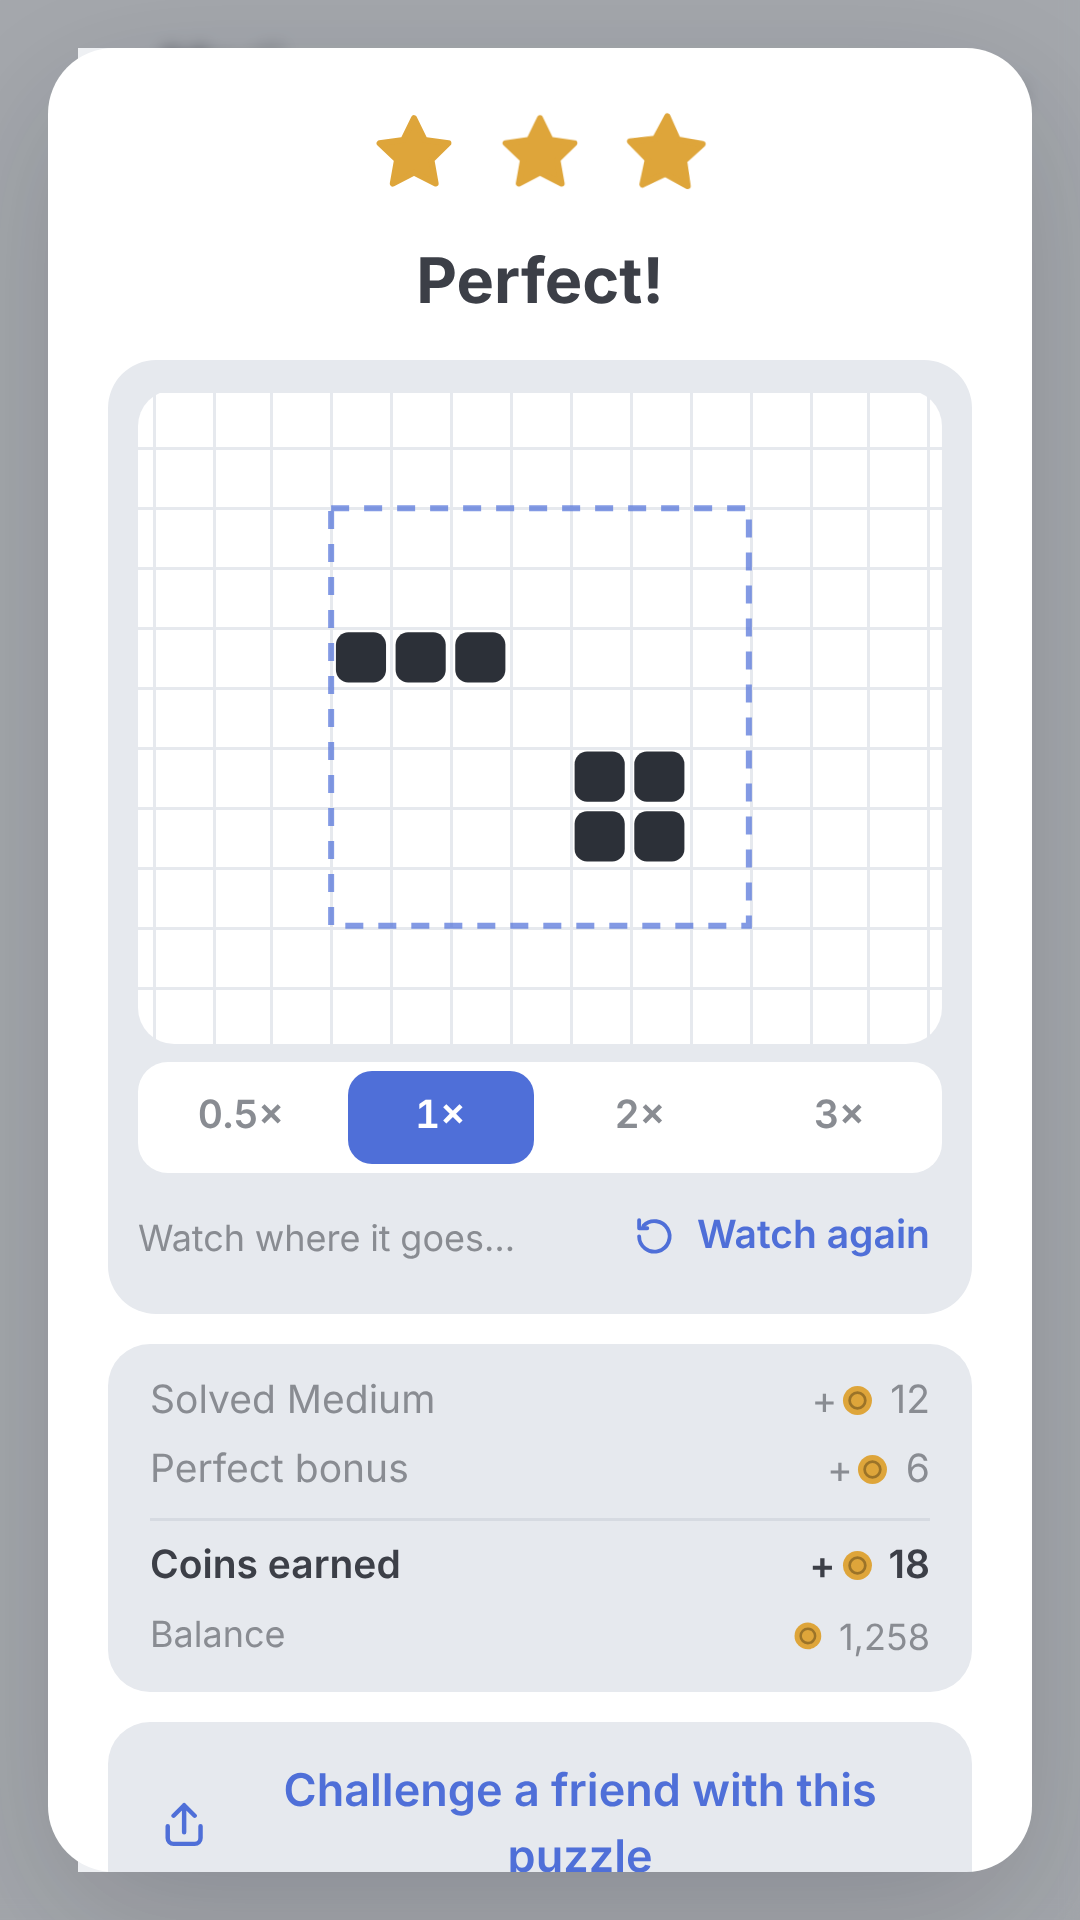 Perfect!
0.5× 1× 2× 3×
Watch where it goes... Watch again
Solved Medium + 12
Perfect bonus + 6
Coins earned + 18
Balance 1,258
Challenge a friend with this
puzzle